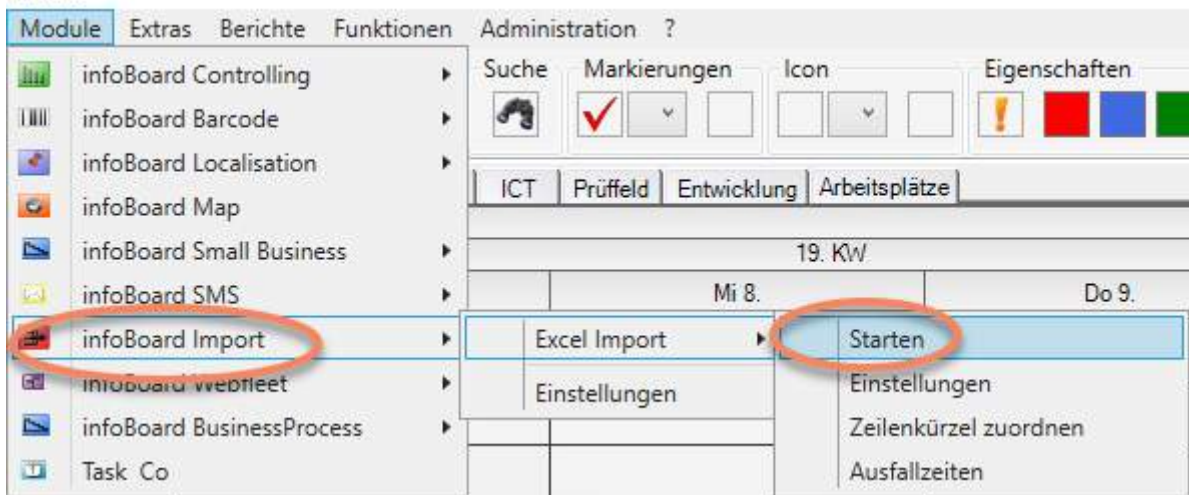 Module Extras Berichte Funktionen Administration ?
infoBoard Controlling
infoBoard Barcode
infoBoard Localisation
infoBoard Map
infoBoard Small Business
infoBoard SMS
infoBoard Import
infoBoard Webfleet
infoBoard BusinessProcess
Task Co
Suche Markierungen Icon Eigenschaften
ICT Prüffeld Entwicklung Arbeitsplätze
19. KW
Mi 8. Do 9.
Excel Import
Einstellungen
Starten
Einstellungen
Zeilenkürzel zuordnen
Ausfallzeiten